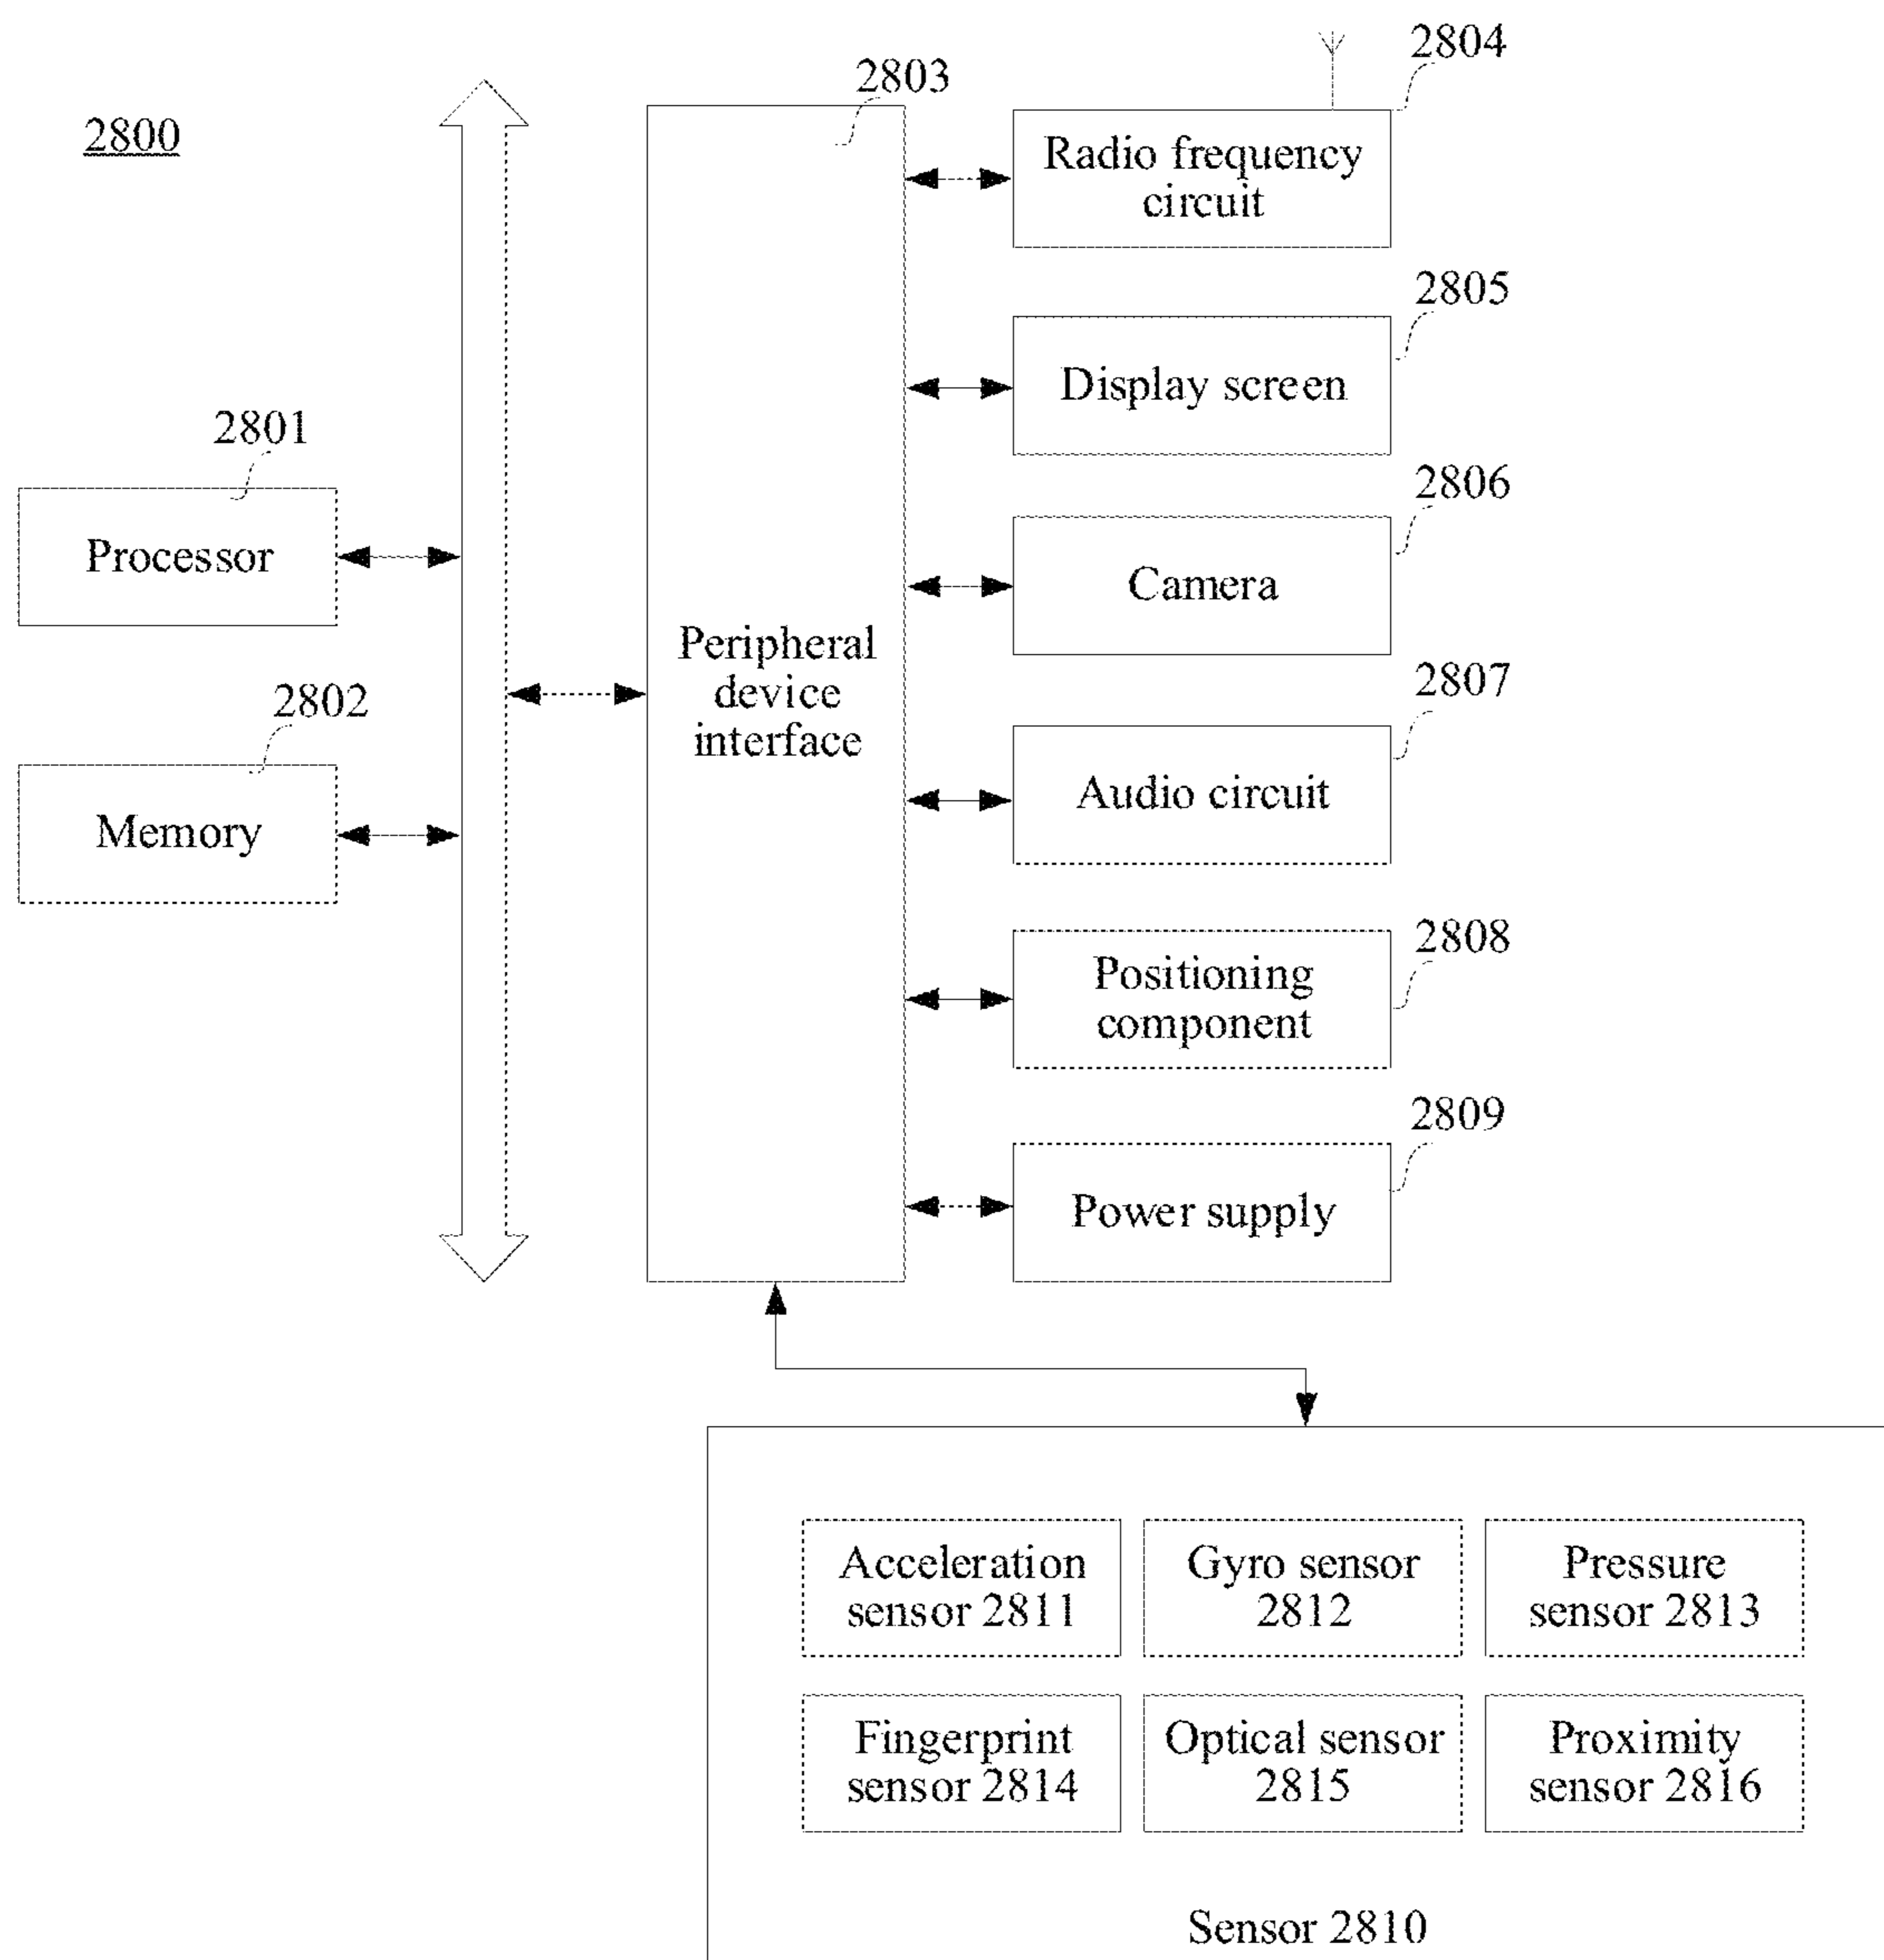 2800
2803
2804
Radio frequency
circuit
2805
Display screen
2801
Processor
2806
Camera
Peripheral
device
interface
2802
Memory
2807
Audio circuit
2808
Positioning
component
2809
Power supply
Acceleration
sensor 2811
Gyro sensor
2812
Pressure
sensor 2813
Fingerprint
sensor 2814
Optical sensor
2815
Proximity
sensor 2816
Sensor 2810